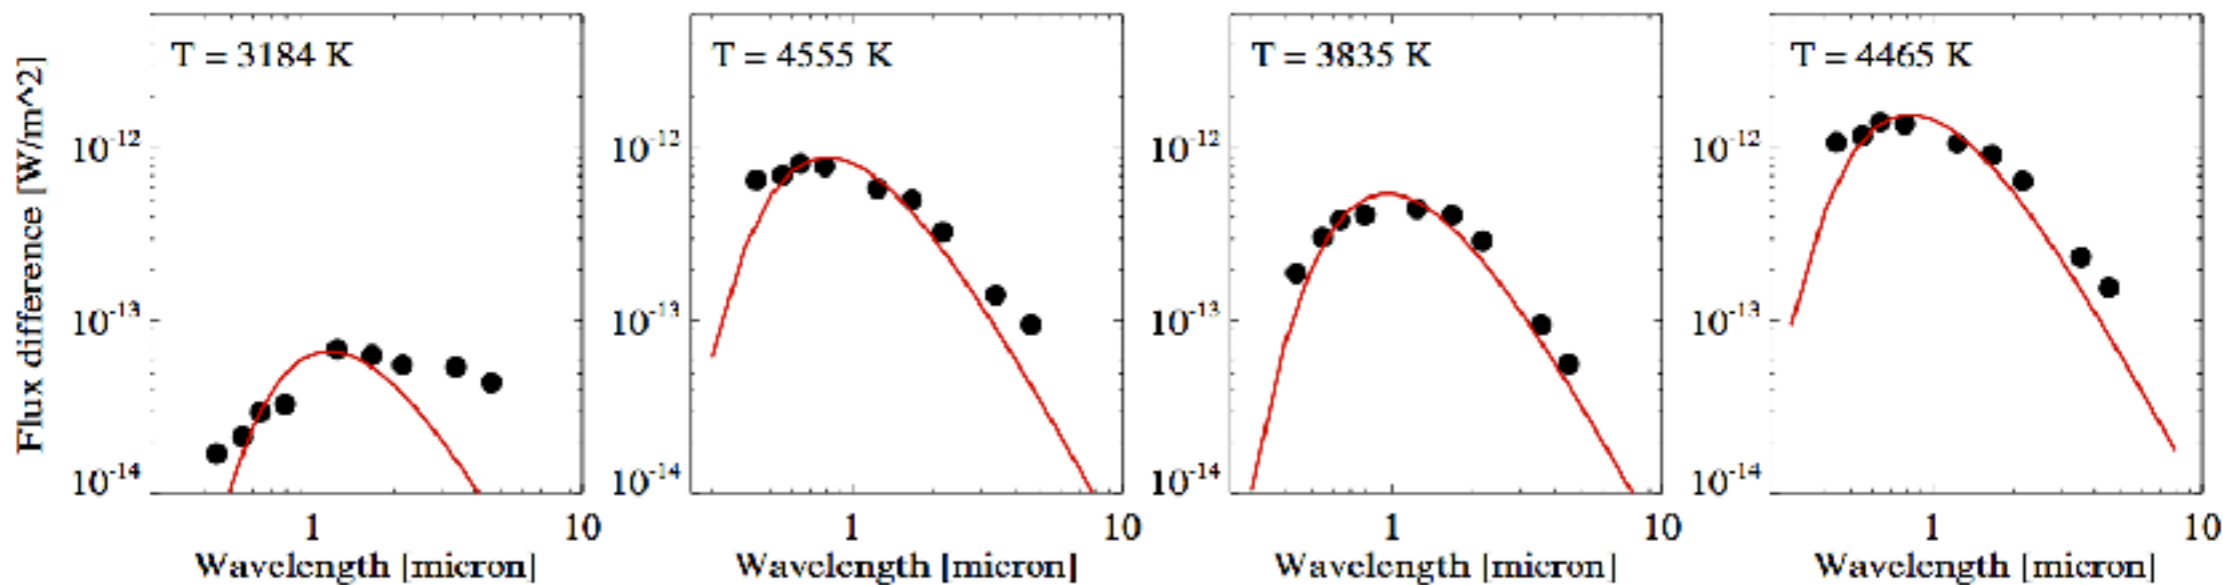 T = 3184 K
T = 4555 K
T = 3835 K
T = 4465 K
Flux difference [W/m^2]
10-12
10-13
10-14
10-12
10-13
10-14
10-12
10-13
10-14
10-12
10-13
10-14
1 10
1 10
1 10
1 10
Wavelength [micron]
Wavelength [micron]
Wavelength [micron]
Wavelength [micron]